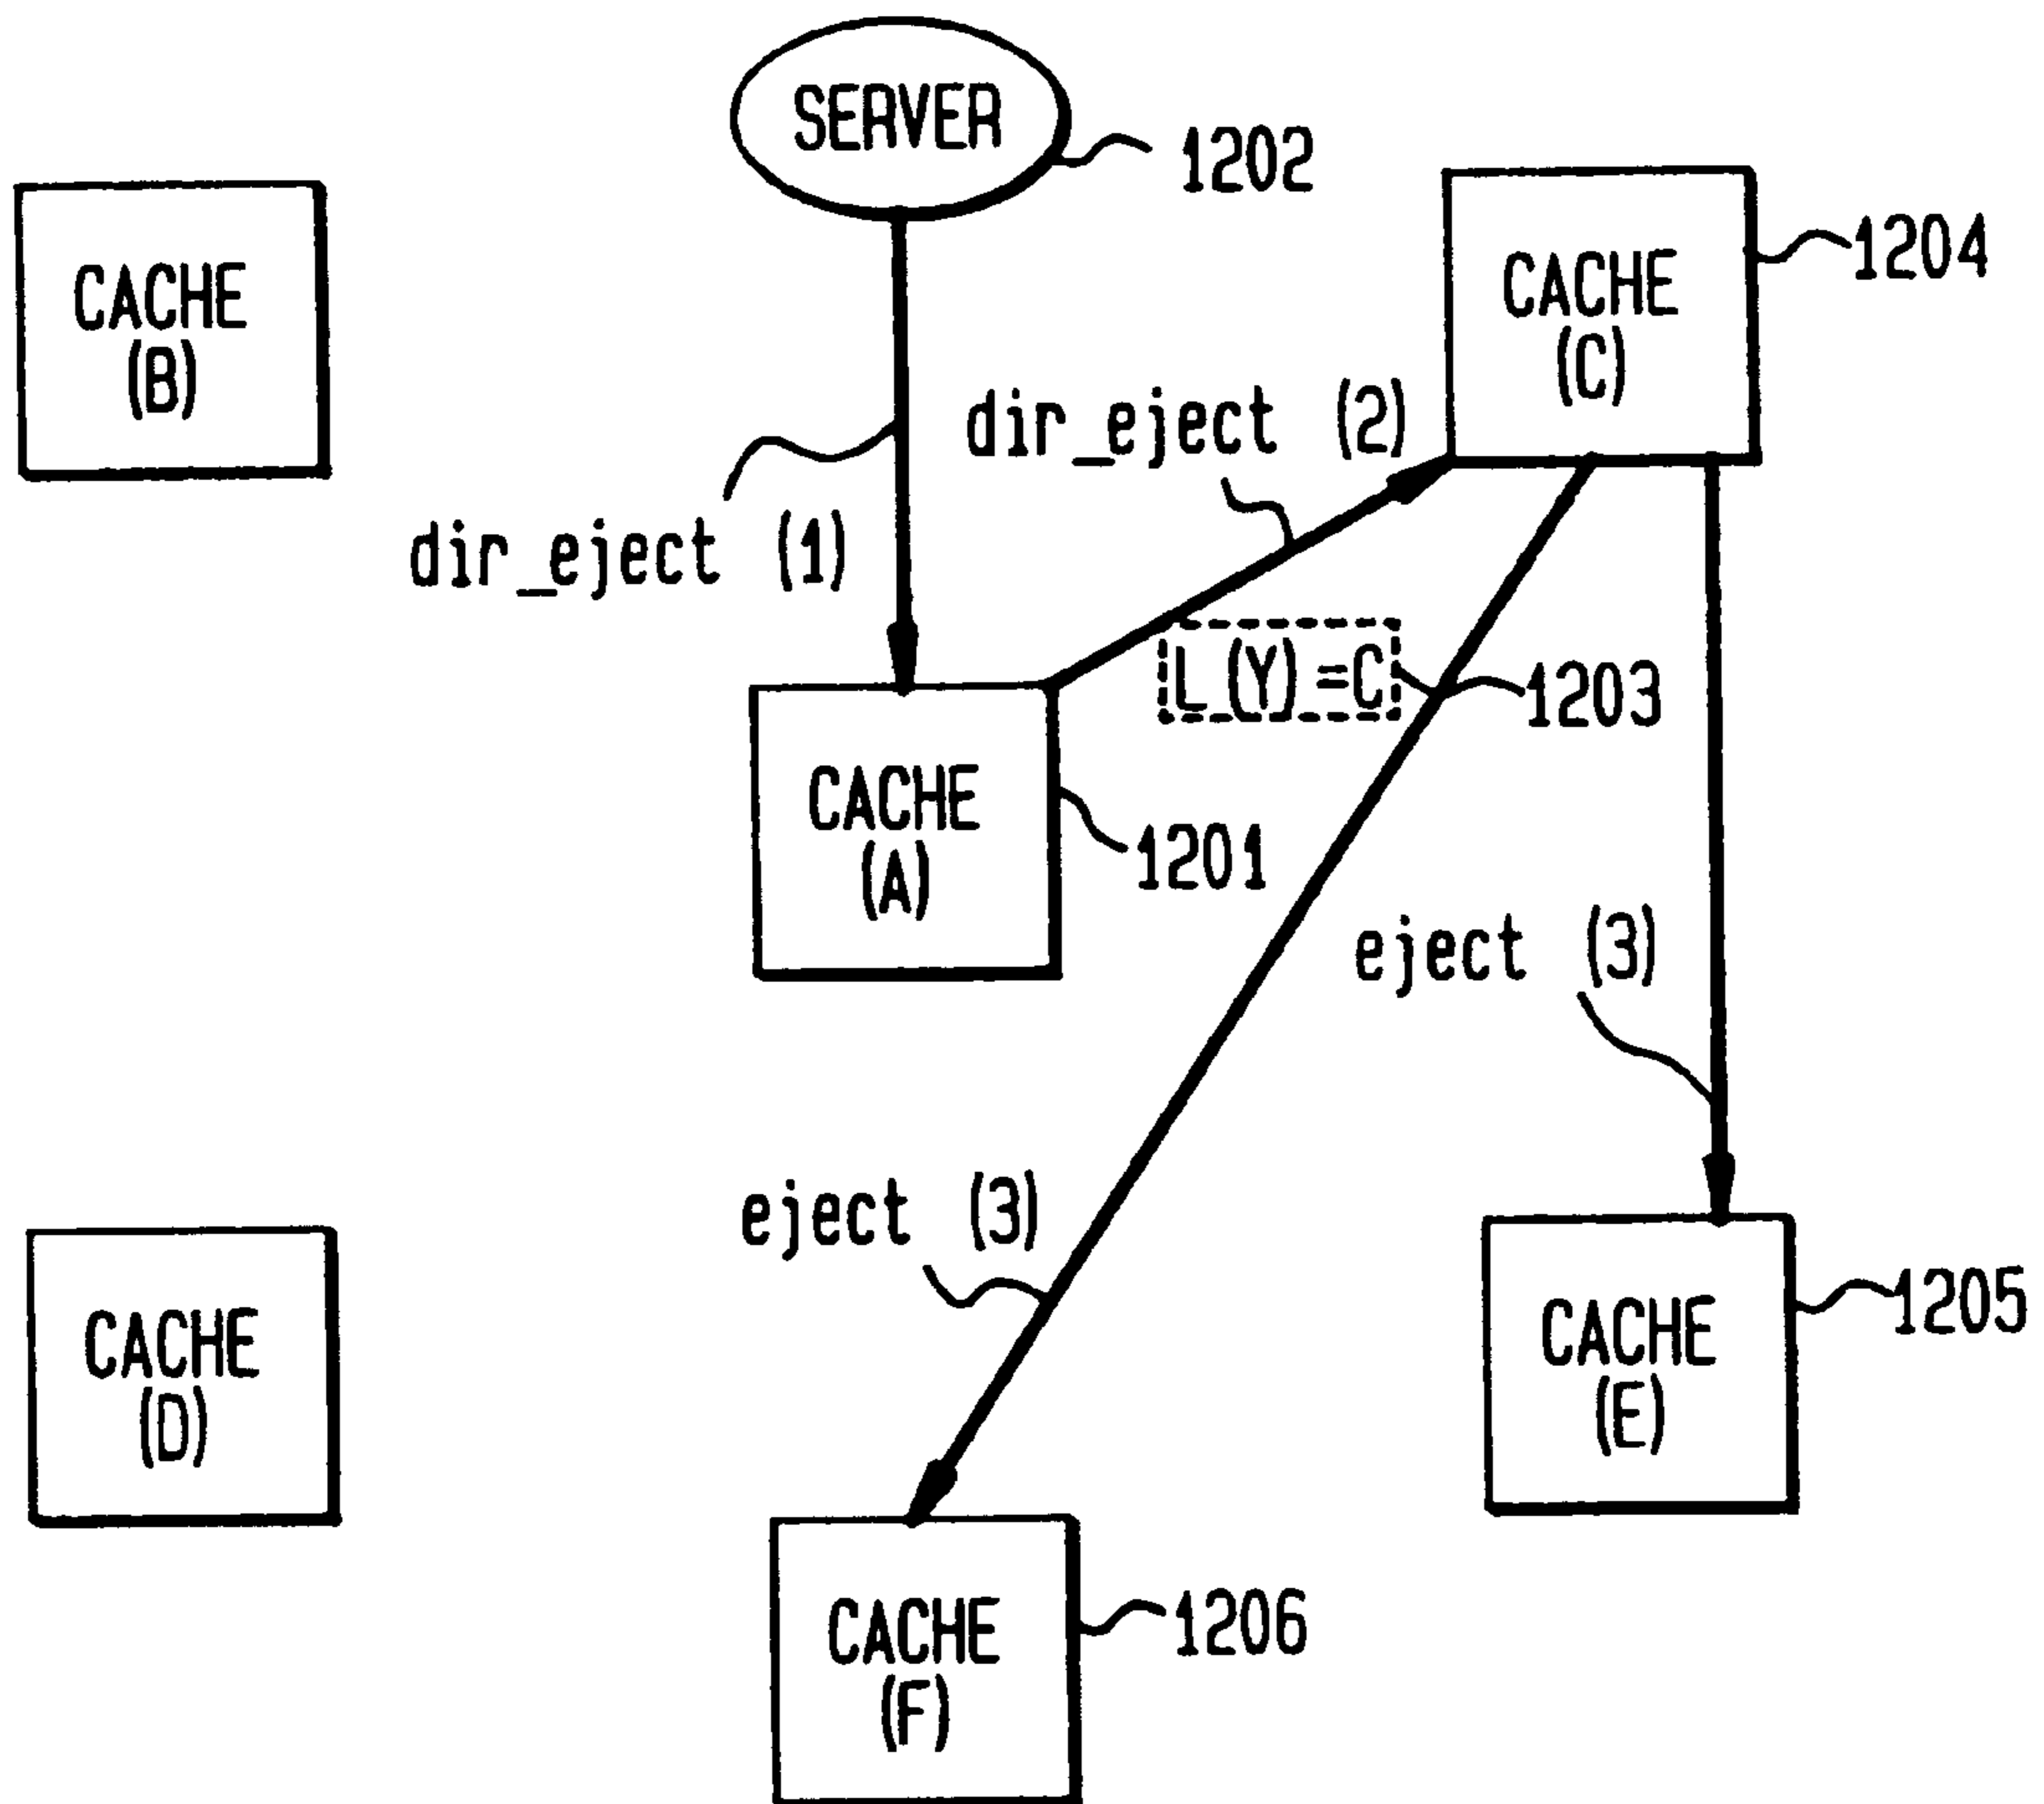 SERVER
1202
CACHE
(B)
CACHE
(C)
1204
dir_eject (2)
dir_eject (1)
L(Y)=C
1203
CACHE
(A)
1201
eject (3)
eject (3)
CACHE
(D)
CACHE
(E)
1205
CACHE
(F)
1206